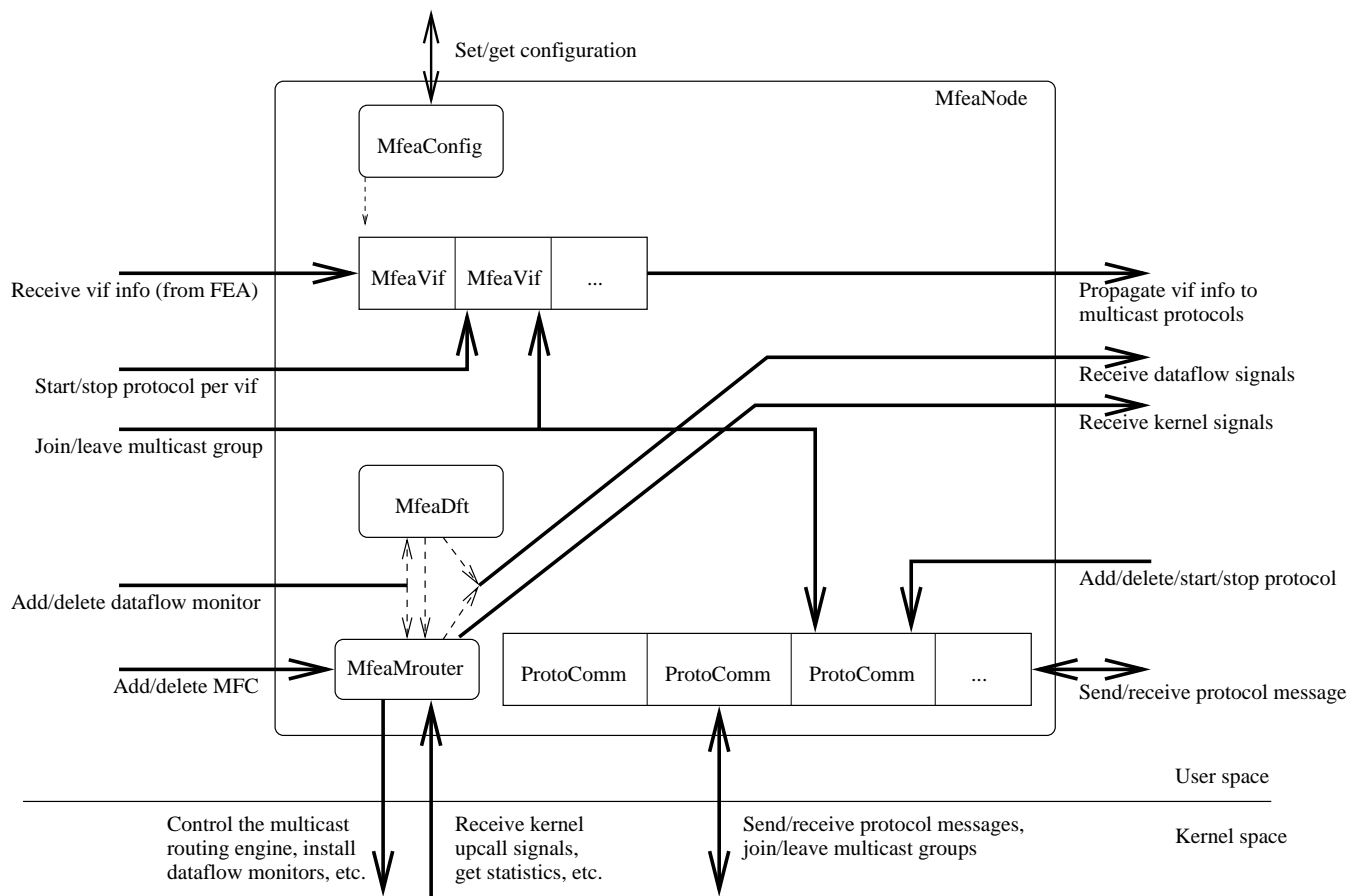 Set/get configuration
MfeaNode
MfeaConfig
MfeaVif MfeaVif ...
Receive vif info (from FEA)
Propagate vif info to
multicast protocols
Start/stop protocol per vif
Receive dataflow signals
Join/leave multicast group
Receive kernel signals
MfeaDft
Add/delete dataflow monitor
Add/delete/start/stop protocol
MfeaMrouter
ProtoComm ProtoComm ProtoComm ...
Add/delete MFC
Send/receive protocol message
User space
Kernel space
Control the multicast
routing engine, install
dataflow monitors, etc.
Receive kernel
upcall signals,
get statistics, etc.
Send/receive protocol messages,
join/leave multicast groups